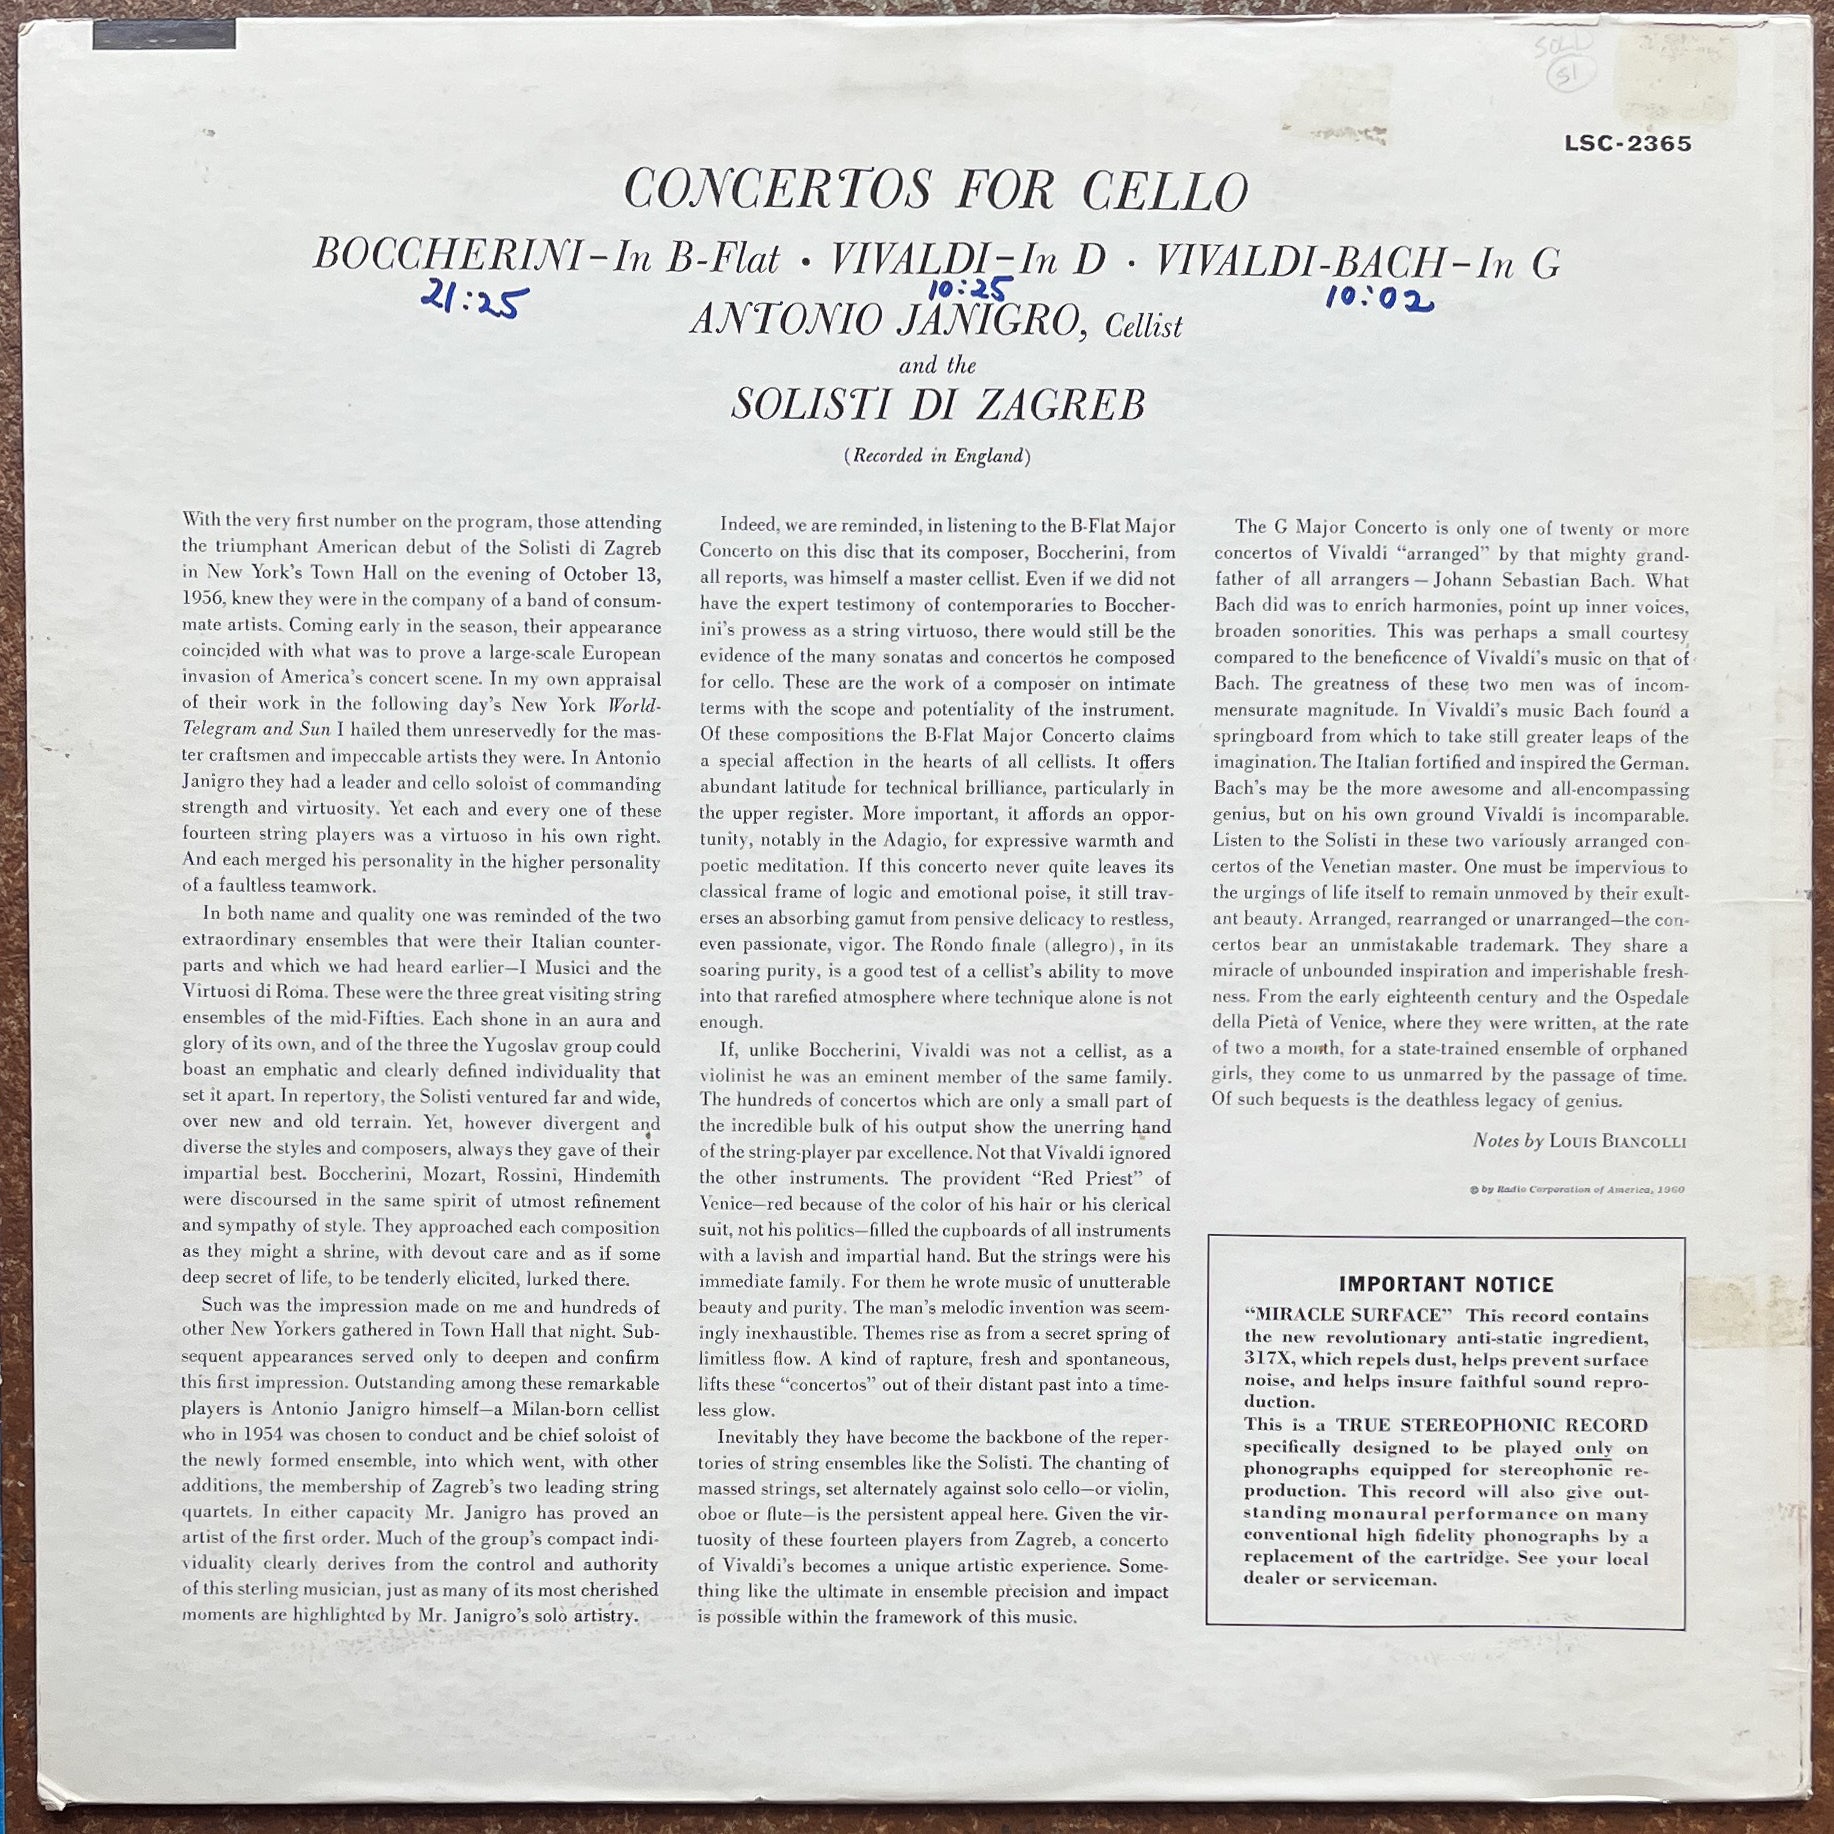 SOLD
51
LSC-2365
CONCERTOS FOR CELLO
BOCCHERINI–In B-Flat • VIVALDI–In D • VIVALDI-BACH–In G
21:25 10:25 10:02
ANTONIO JANIGRO, Cellist
and the
SOLISTI DI ZAGREB
(Recorded in England)
With the very first number on the program, those attending
the triumphant American debut of the Solisti di Zagreb
in New York's Town Hall on the evening of October 13,
1956, knew they were in the company of a band of consum-
mate artists. Coming early in the season, their appearance
coincided with what was to prove a large-scale European
invasion of America's concert scene. In my own appraisal
of their work in the following day's New York World-
Telegram and Sun I hailed them unreservedly for the mas-
ter craftsmen and impeccable artists they were. In Antonio
Janigro they had a leader and cello soloist of commanding
strength and virtuosity. Yet each and every one of these
fourteen string players was a virtuoso in his own right.
And each merged his personality in the higher personality
of a faultless teamwork.
In both name and quality one was reminded of the two
extraordinary ensembles that were their Italian counter-
parts and which we had heard earlier—I Musici and the
Virtuosi di Roma. These were the three great visiting string
ensembles of the mid-Fifties. Each shone in an aura and
glory of its own, and of the three the Yugoslav group could
boast an emphatic and clearly defined individuality that
set it apart. In repertory, the Solisti ventured far and wide,
over new and old terrain. Yet, however divergent and
diverse the styles and composers, always they gave of their
impartial best. Boccherini, Mozart, Rossini, Hindemith
were discoursed in the same spirit of utmost refinement
and sympathy of style. They approached each composition
as they might a shrine, with devout care and as if some
deep secret of life, to be tenderly elicited, lurked there.
Such was the impression made on me and hundreds of
other New Yorkers gathered in Town Hall that night. Sub-
sequent appearances served only to deepen and confirm
this first impression. Outstanding among these remarkable
players is Antonio Janigro himself—a Milan-born cellist
who in 1954 was chosen to conduct and be chief soloist of
the newly formed ensemble, into which went, with other
additions, the membership of Zagreb's two leading string
quartets. In either capacity Mr. Janigro has proved an
artist of the first order. Much of the group's compact indi-
viduality clearly derives from the control and authority
of this sterling musician, just as many of its most cherished
moments are highlighted by Mr. Janigro's solo artistry.
Indeed, we are reminded, in listening to the B-Flat Major
Concerto on this disc that its composer, Boccherini, from
all reports, was himself a master cellist. Even if we did not
have the expert testimony of contemporaries to Boccher-
ini's prowess as a string virtuoso, there would still be the
evidence of the many sonatas and concertos he composed
for cello. These are the work of a composer on intimate
terms with the scope and potentiality of the instrument.
Of these compositions the B-Flat Major Concerto claims
a special affection in the hearts of all cellists. It offers
abundant latitude for technical brilliance, particularly in
the upper register. More important, it affords an oppor-
tunity, notably in the Adagio, for expressive warmth and
poetic meditation. If this concerto never quite leaves its
classical frame of logic and emotional poise, it still trav-
erses an absorbing gamut from pensive delicacy to restless,
even passionate, vigor. The Rondo finale (allegro), in its
soaring purity, is a good test of a cellist's ability to move
into that rarefied atmosphere where technique alone is not
enough.
If, unlike Boccherini, Vivaldi was not a cellist, as a
violinist he was an eminent member of the same family.
The hundreds of concertos which are only a small part of
the incredible bulk of his output show the unerring hand
of the string-player par excellence. Not that Vivaldi ignored
the other instruments. The provident "Red Priest" of
Venice—red because of the color of his hair or his clerical
suit, not his politics—filled the cupboards of all instruments
with a lavish and impartial hand. But the strings were his
immediate family. For them he wrote music of unutterable
beauty and purity. The man's melodic invention was seem-
ingly inexhaustible. Themes rise as from a secret spring of
limitless flow. A kind of rapture, fresh and spontaneous,
lifts these "concertos" out of their distant past into a time-
less glow.
Inevitably they have become the backbone of the reper-
tories of string ensembles like the Solisti. The chanting of
massed strings, set alternately against solo cello—or violin,
oboe or flute—is the persistent appeal here. Given the vir-
tuosity of these fourteen players from Zagreb, a concerto
of Vivaldi's becomes a unique artistic experience. Some-
thing like the ultimate in ensemble precision and impact
is possible within the framework of this music.
The G Major Concerto is only one of twenty or more
concertos of Vivaldi "arranged" by that mighty grand-
father of all arrangers — Johann Sebastian Bach. What
Bach did was to enrich harmonies, point up inner voices,
broaden sonorities. This was perhaps a small courtesy
compared to the beneficence of Vivaldi's music on that of
Bach. The greatness of these two men was of incom-
mensurate magnitude. In Vivaldi's music Bach found a
springboard from which to take still greater leaps of the
imagination. The Italian fortified and inspired the German.
Bach's may be the more awesome and all-encompassing
genius, but on his own ground Vivaldi is incomparable.
Listen to the Solisti in these two variously arranged con-
certos of the Venetian master. One must be impervious to
the urgings of life itself to remain unmoved by their exult-
ant beauty. Arranged, rearranged or unarranged—the con-
certos bear an unmistakable trademark. They share a
miracle of unbounded inspiration and imperishable fresh-
ness. From the early eighteenth century and the Ospedale
della Pietà of Venice, where they were written, at the rate
of two a month, for a state-trained ensemble of orphaned
girls, they come to us unmarred by the passage of time.
Of such bequests is the deathless legacy of genius.
Notes by LOUIS BIANCOLLI
© by Radio Corporation of America, 1960
IMPORTANT NOTICE
"MIRACLE SURFACE" This record contains
the new revolutionary anti-static ingredient,
317X, which repels dust, helps prevent surface
noise, and helps insure faithful sound repro-
duction.
This is a TRUE STEREOPHONIC RECORD
specifically designed to be played only on
phonographs equipped for stereophonic re-
production. This record will also give out-
standing monaural performance on many
conventional high fidelity phonographs by a
replacement of the cartridge. See your local
dealer or serviceman.